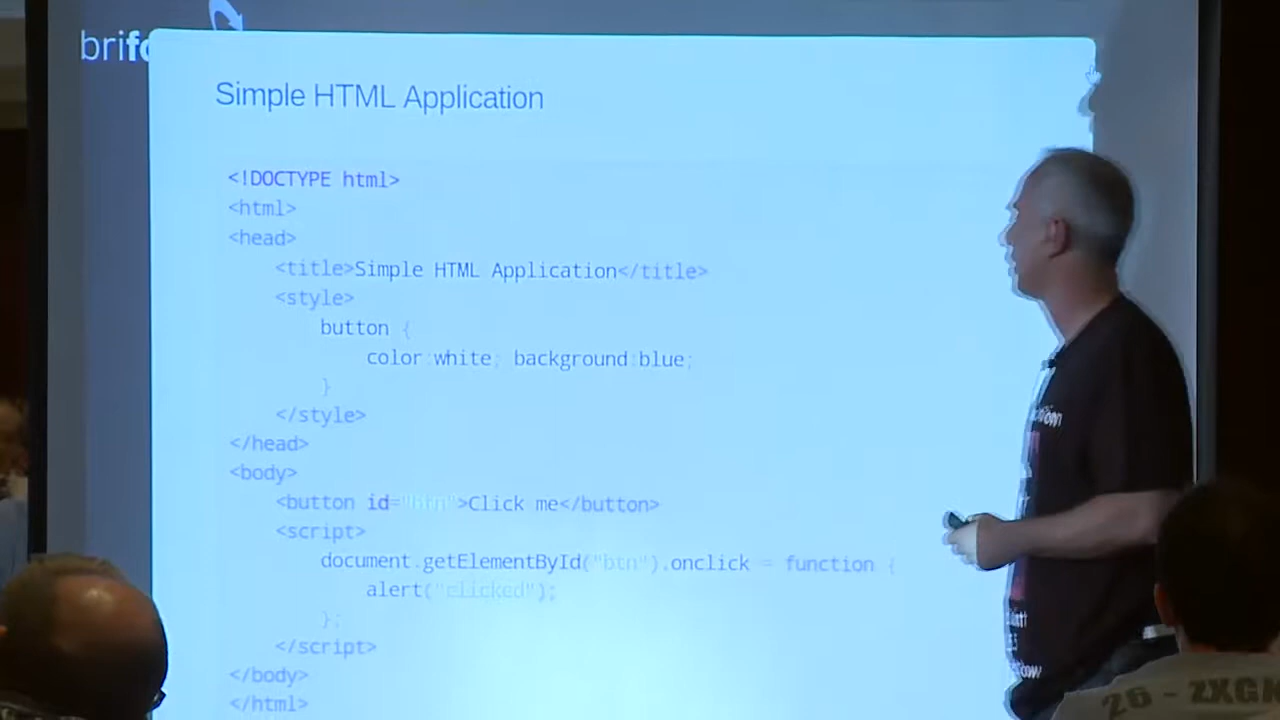 brifo
Simple HTML Application
<!DOCTYPE html>
<html>
<head>
<title>Simple HTML Application</title>
<style>
button {
color:white; background:blue;
}
</style>
</head>
<body>
<button id="btn">Click me</button>
<script>
document.getElementById("btn").onclick = function {
alert("clicked");
};
</script>
</body>
</html>
26 - ZXGK